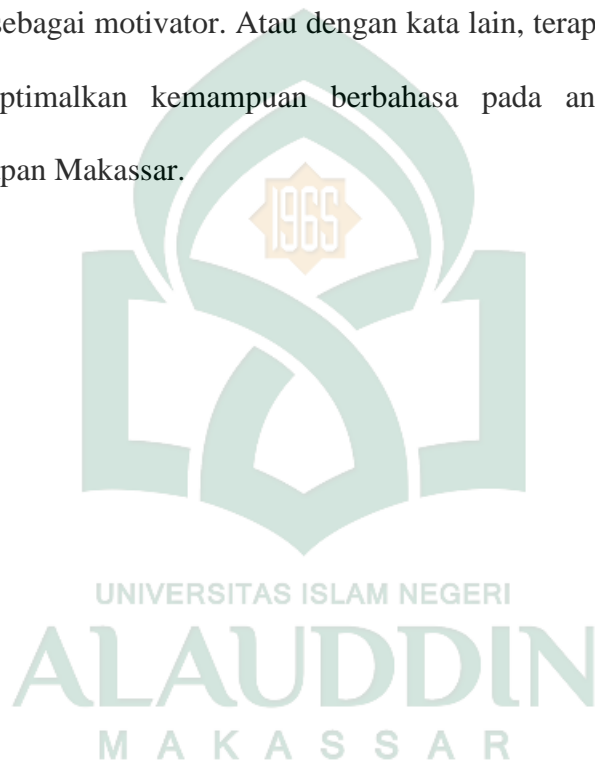 sebagai motivator. Atau dengan kata lain, terap
ptimalkan kemampuan berbahasa pada an
pan Makassar.
1965
UNIVERSITAS ISLAM NEGERI
ALAUDDIN
MAKASSAR